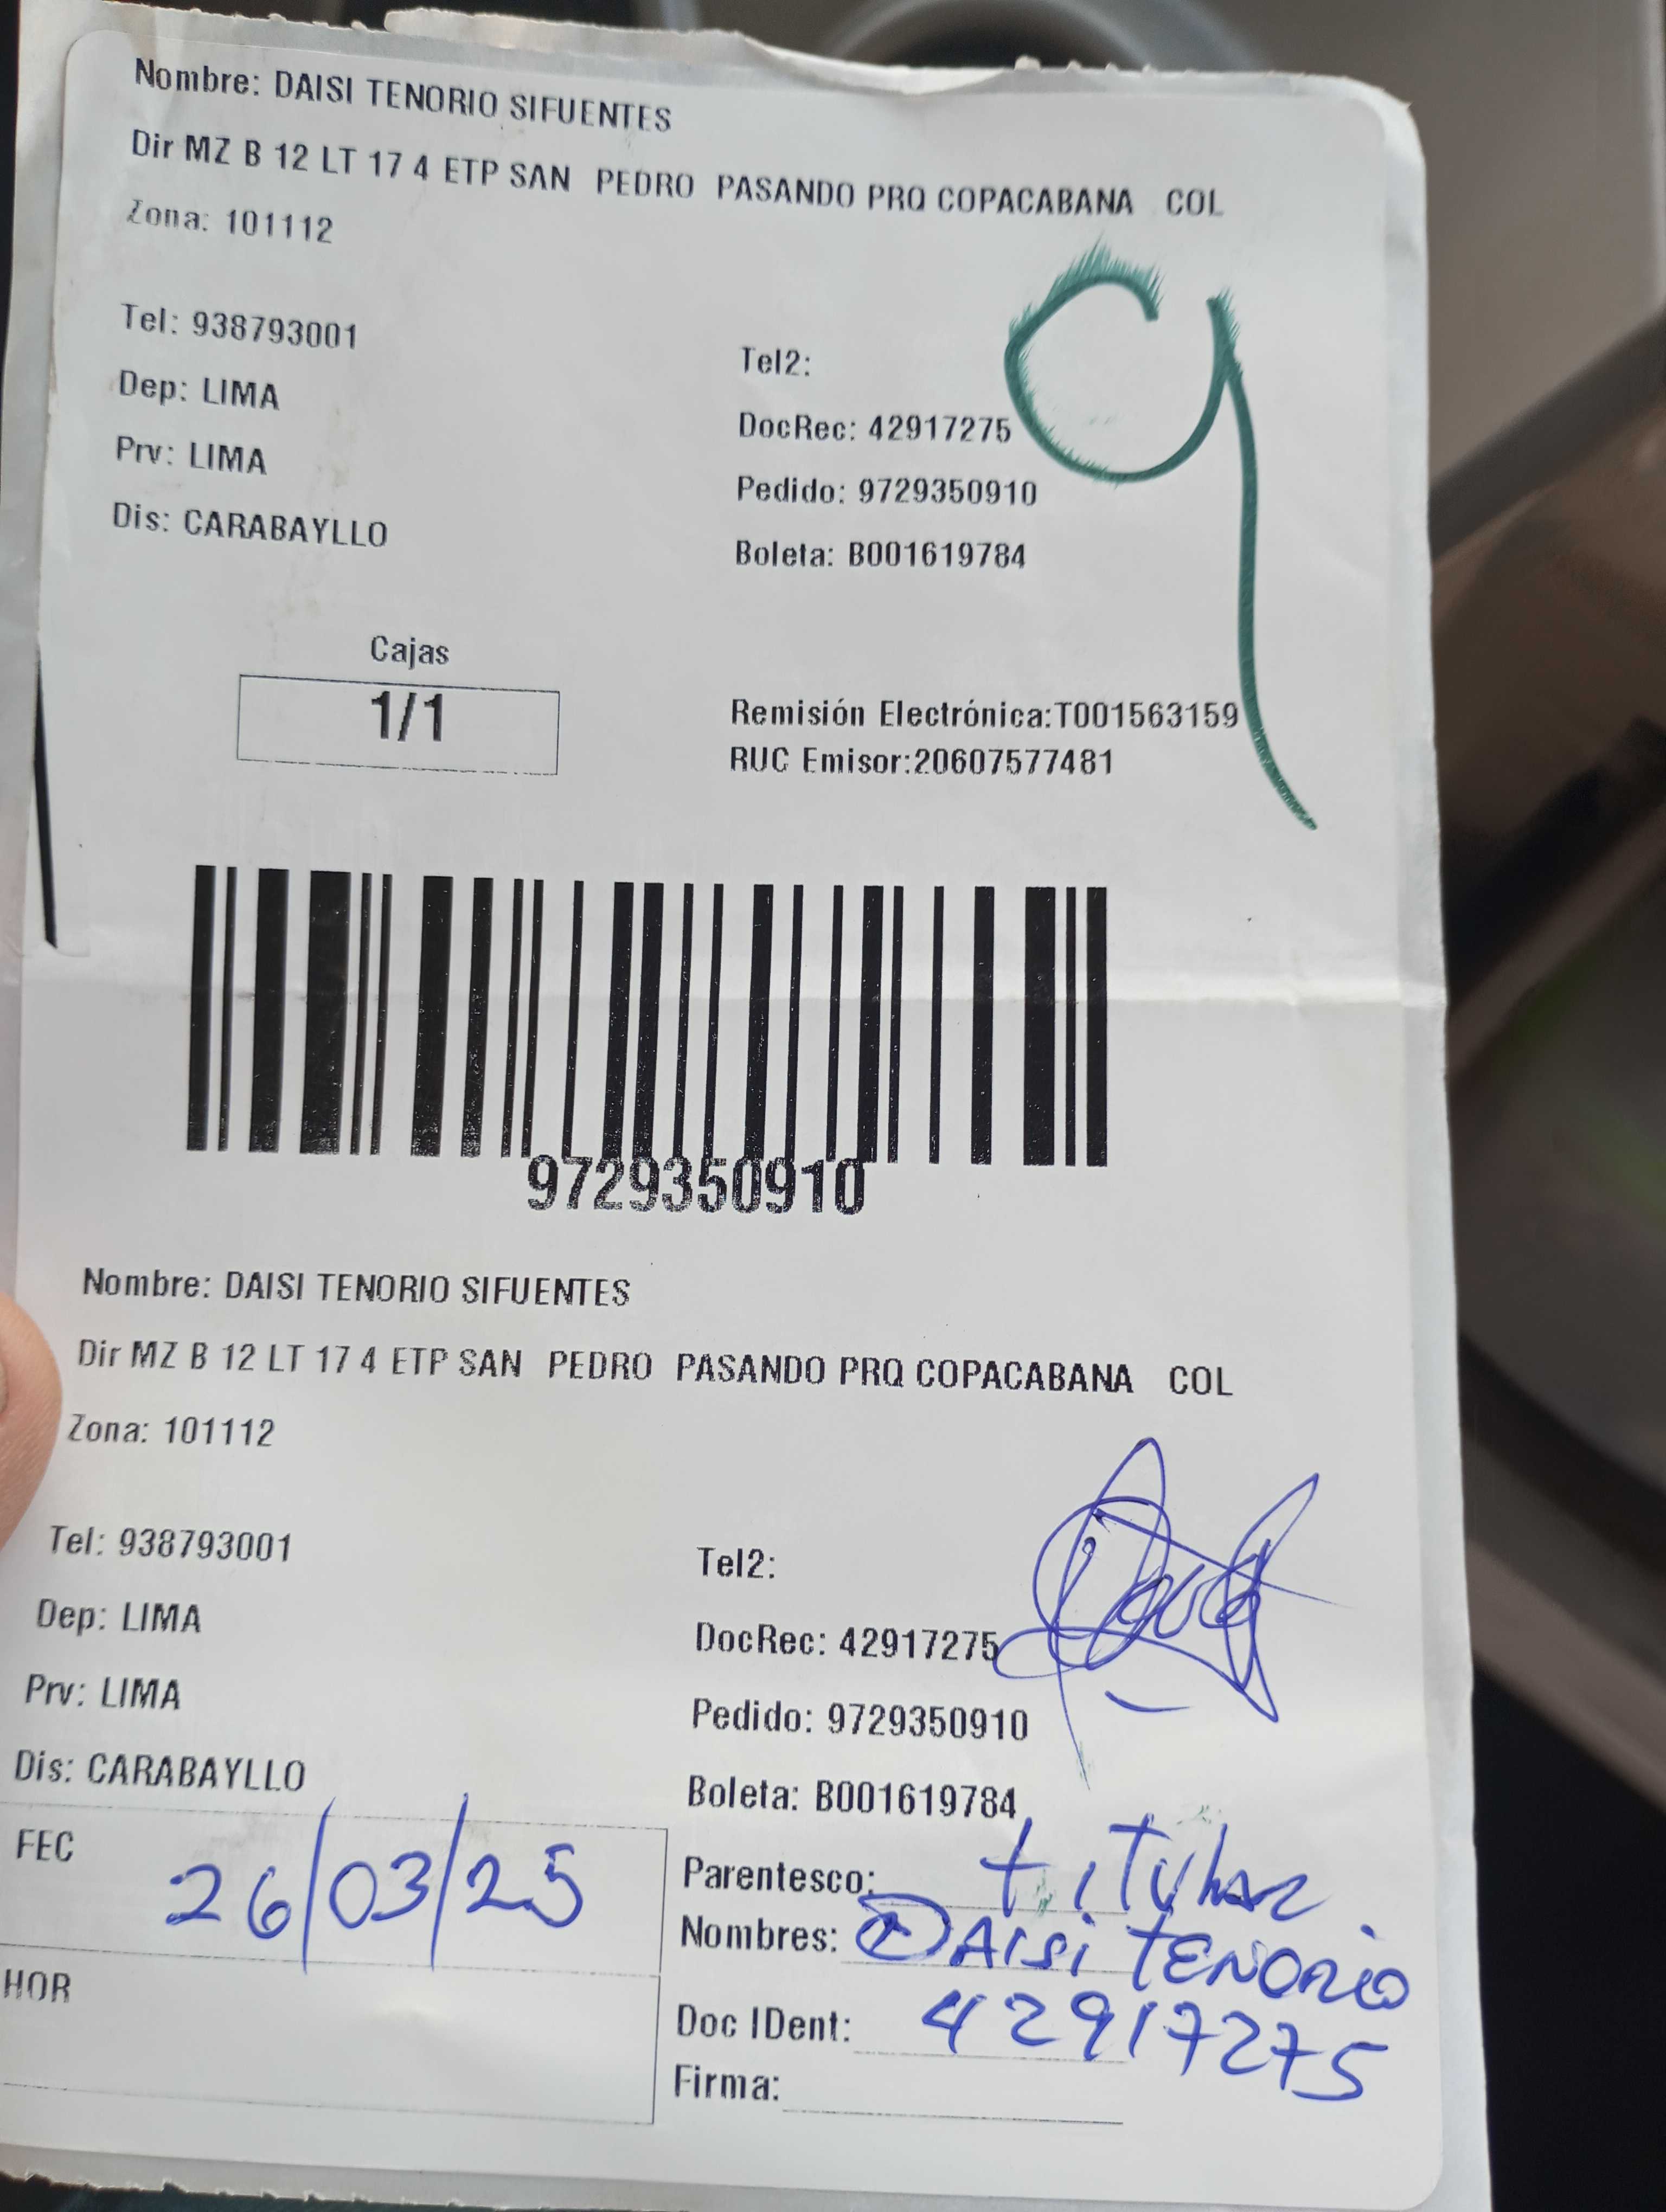 Nombre: DAISI TENORIO SIFUENTES
Dir MZ B 12 LT 17 4 ETP SAN PEDRO PASANDO PRQ COPACABANA COL
Zona: 101112
9
Tel: 938793001
Tel2:
Dep: LIMA
DocRec: 42917275
Prv: LIMA
Pedido: 9729350910
Dis: CARABAYLLO
Boleta: B001619784
Cajas
1/1
Remisión Electrónica:T001563159
RUC Emisor:20607577481
9729350910
Nombre: DAISI TENORIO SIFUENTES
Dir MZ B 12 LT 17 4 ETP SAN PEDRO PASANDO PRQ COPACABANA COL
Zona: 101112
Tel: 938793001
Tel2:
Dep: LIMA
DocRec: 42917275
Prv: LIMA
Pedido: 9729350910
Dis: CARABAYLLO
Boleta: B001619784
FEC 26/03/25
Parentesco: titular
Nombres: DAISI TENORIO
HOR
Doc IDent: 42917275
Firma: